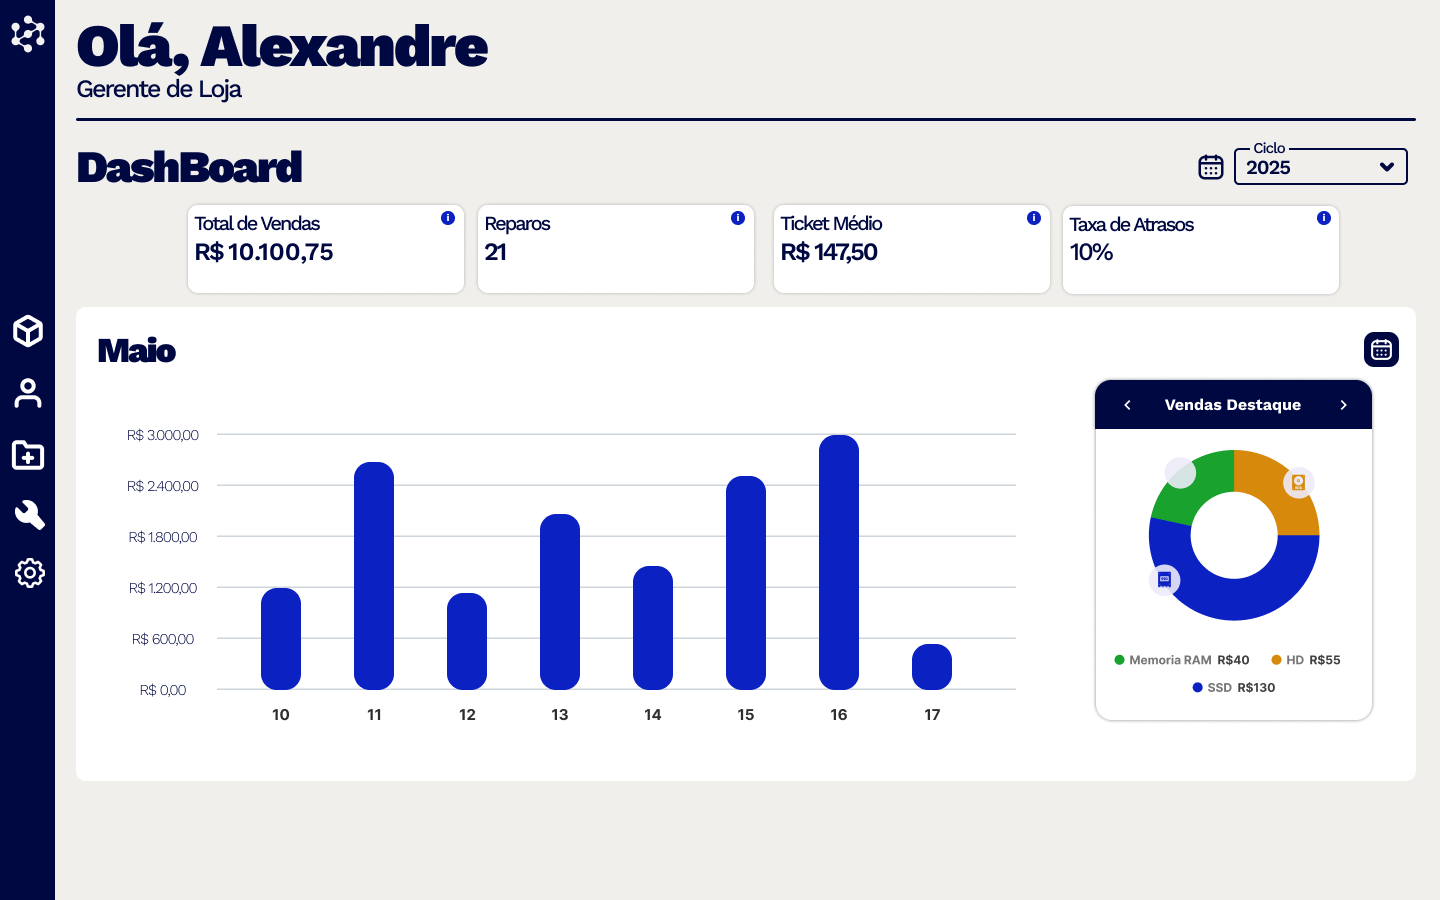 Olá, Alexandre
Gerente de Loja
DashBoard
Ciclo
2025
Total de Vendas
R$ 10.100,75
Reparos
21
Ticket Médio
R$ 147,50
Taxa de Atrasos
10%
Maio
R$ 3.000,00
R$ 2.400,00
R$ 1.800,00
R$ 1.200,00
R$ 600,00
R$ 0,00
10 11 12 13 14 15 16 17
Vendas Destaque
Memoria RAM R$40 HD R$55
SSD R$130